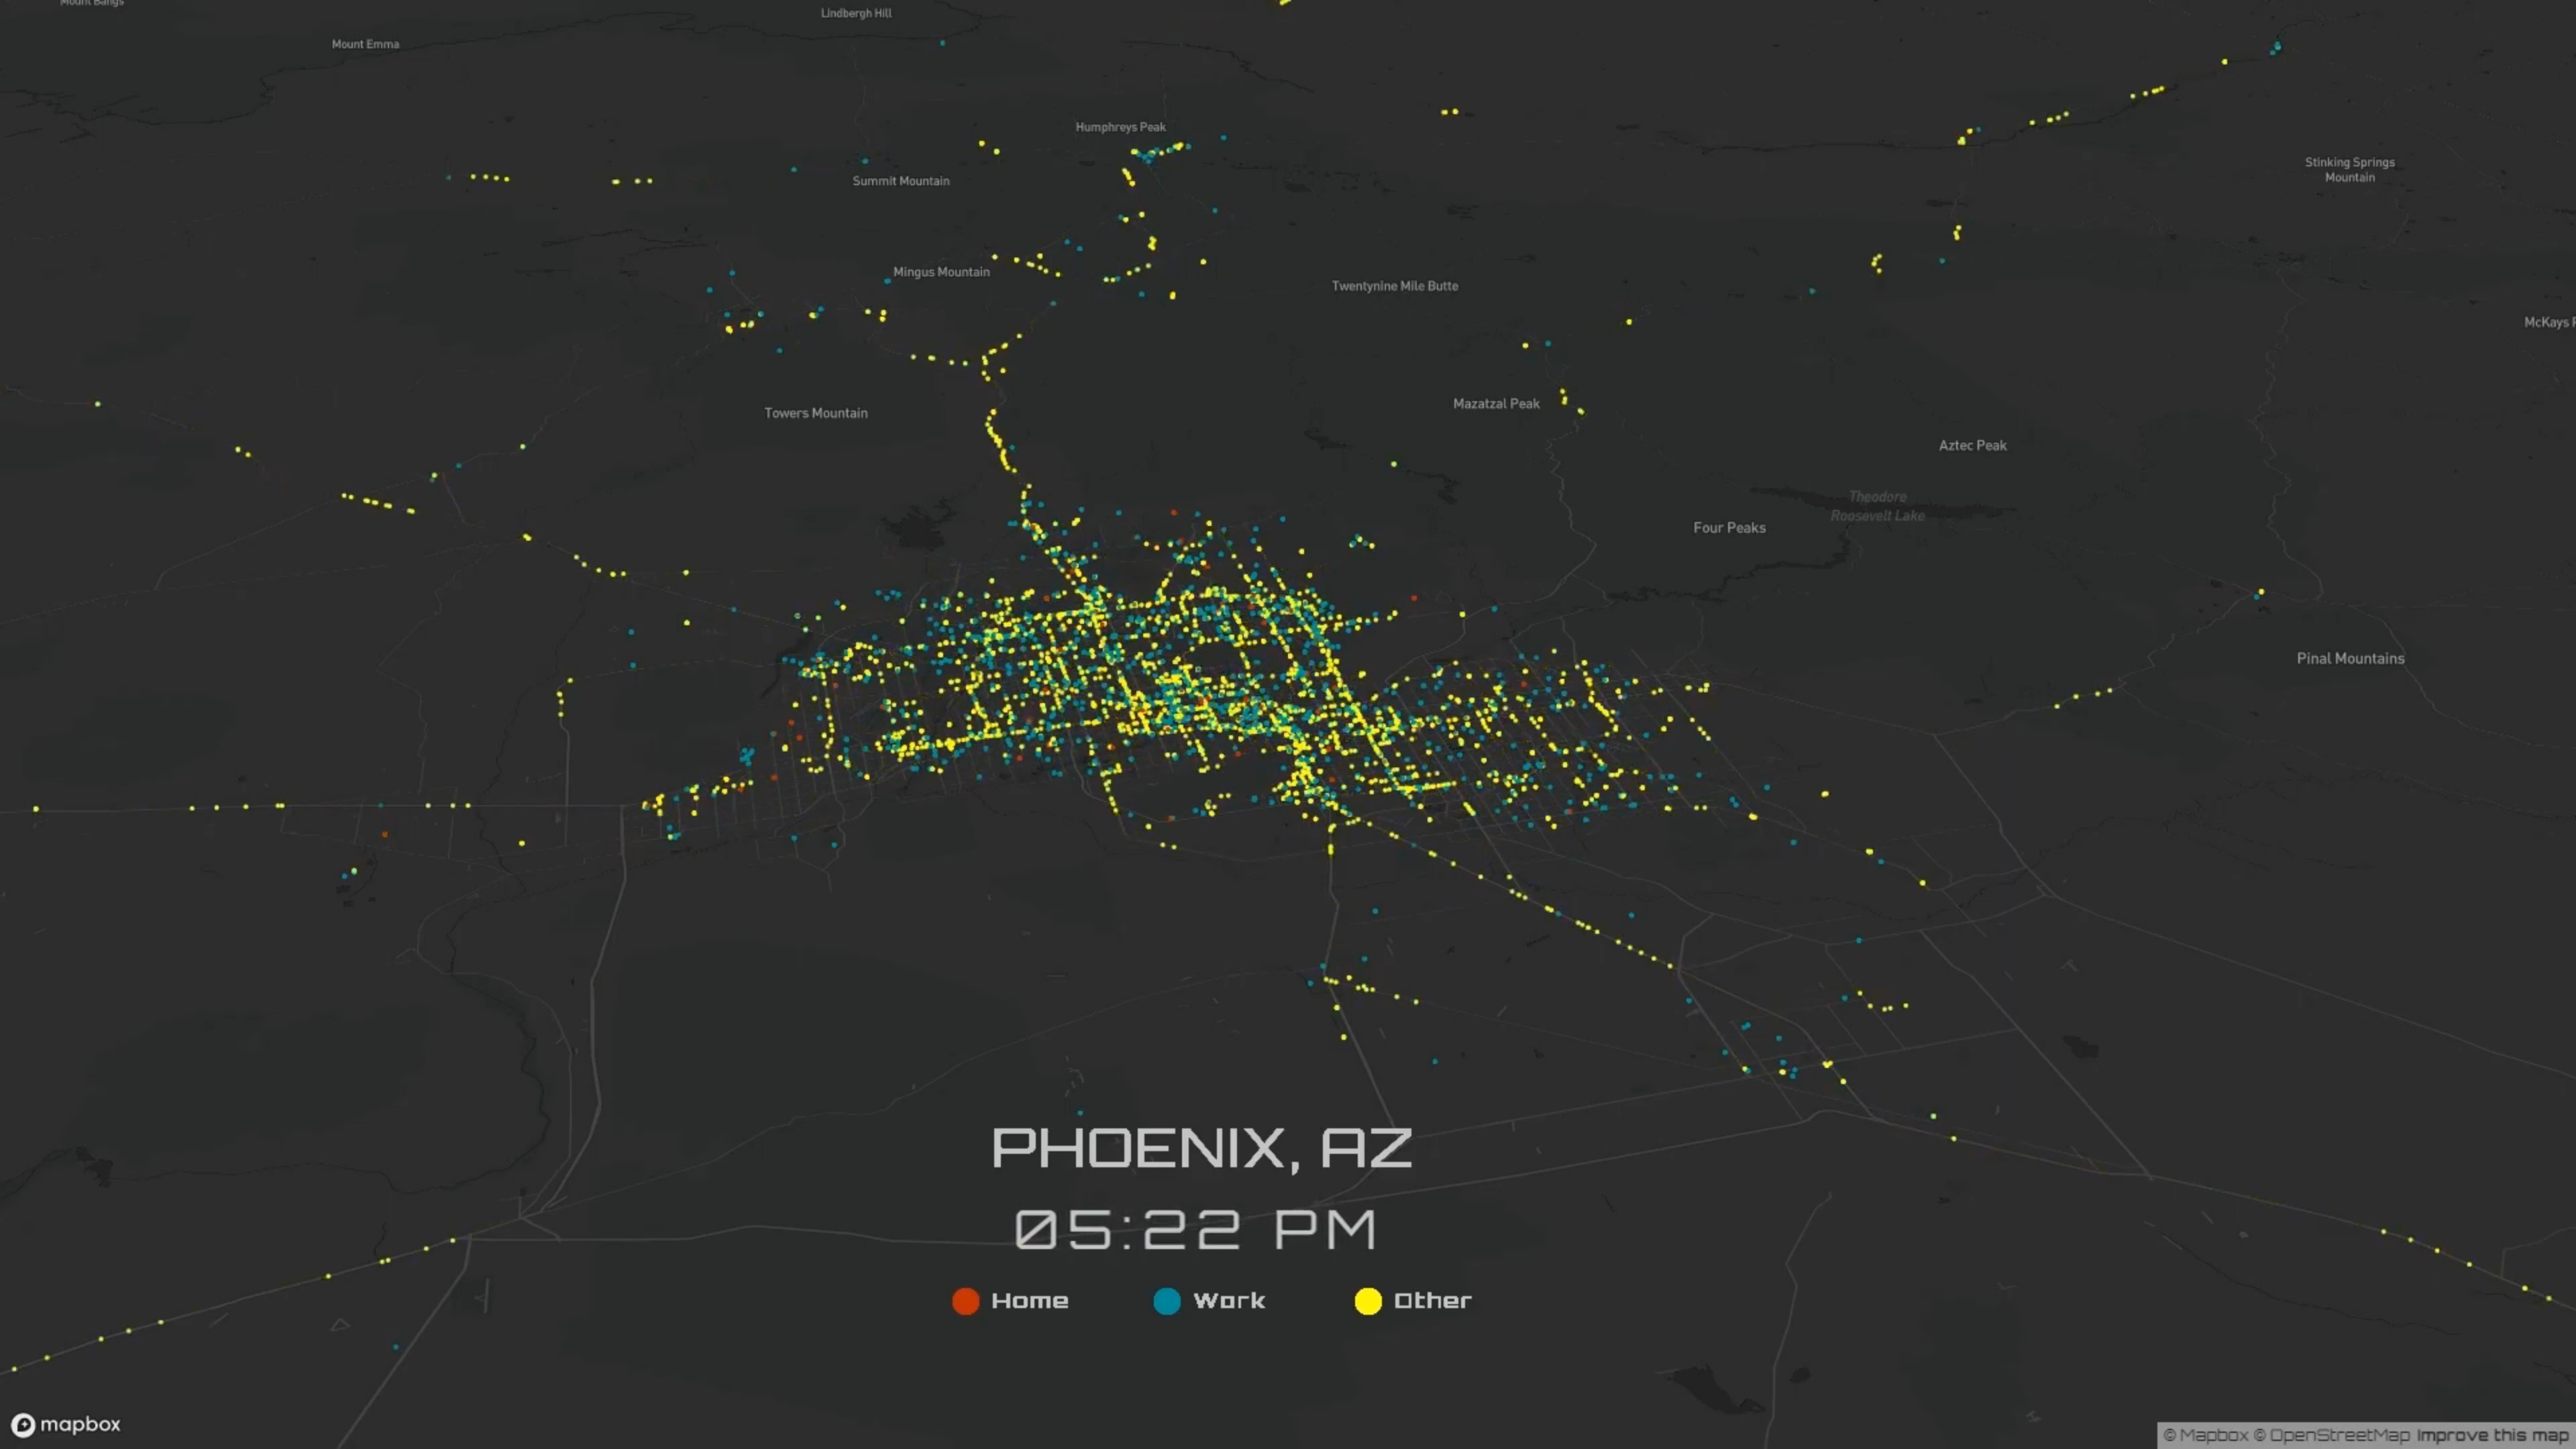 Mount Bangs
Lindbergh Hill
Mount Emma
Humphreys Peak
Summit Mountain
Stinking Springs
Mountain
Mingus Mountain
Twentynine Mile Butte
McKays
Towers Mountain
Mazatzal Peak
Aztec Peak
Theodore
Roosevelt Lake
Four Peaks
Pinal Mountains
PHOENIX, AZ
05:22 PM
Home
Work
Other
mapbox
© Mapbox © OpenStreetMap Improve this map